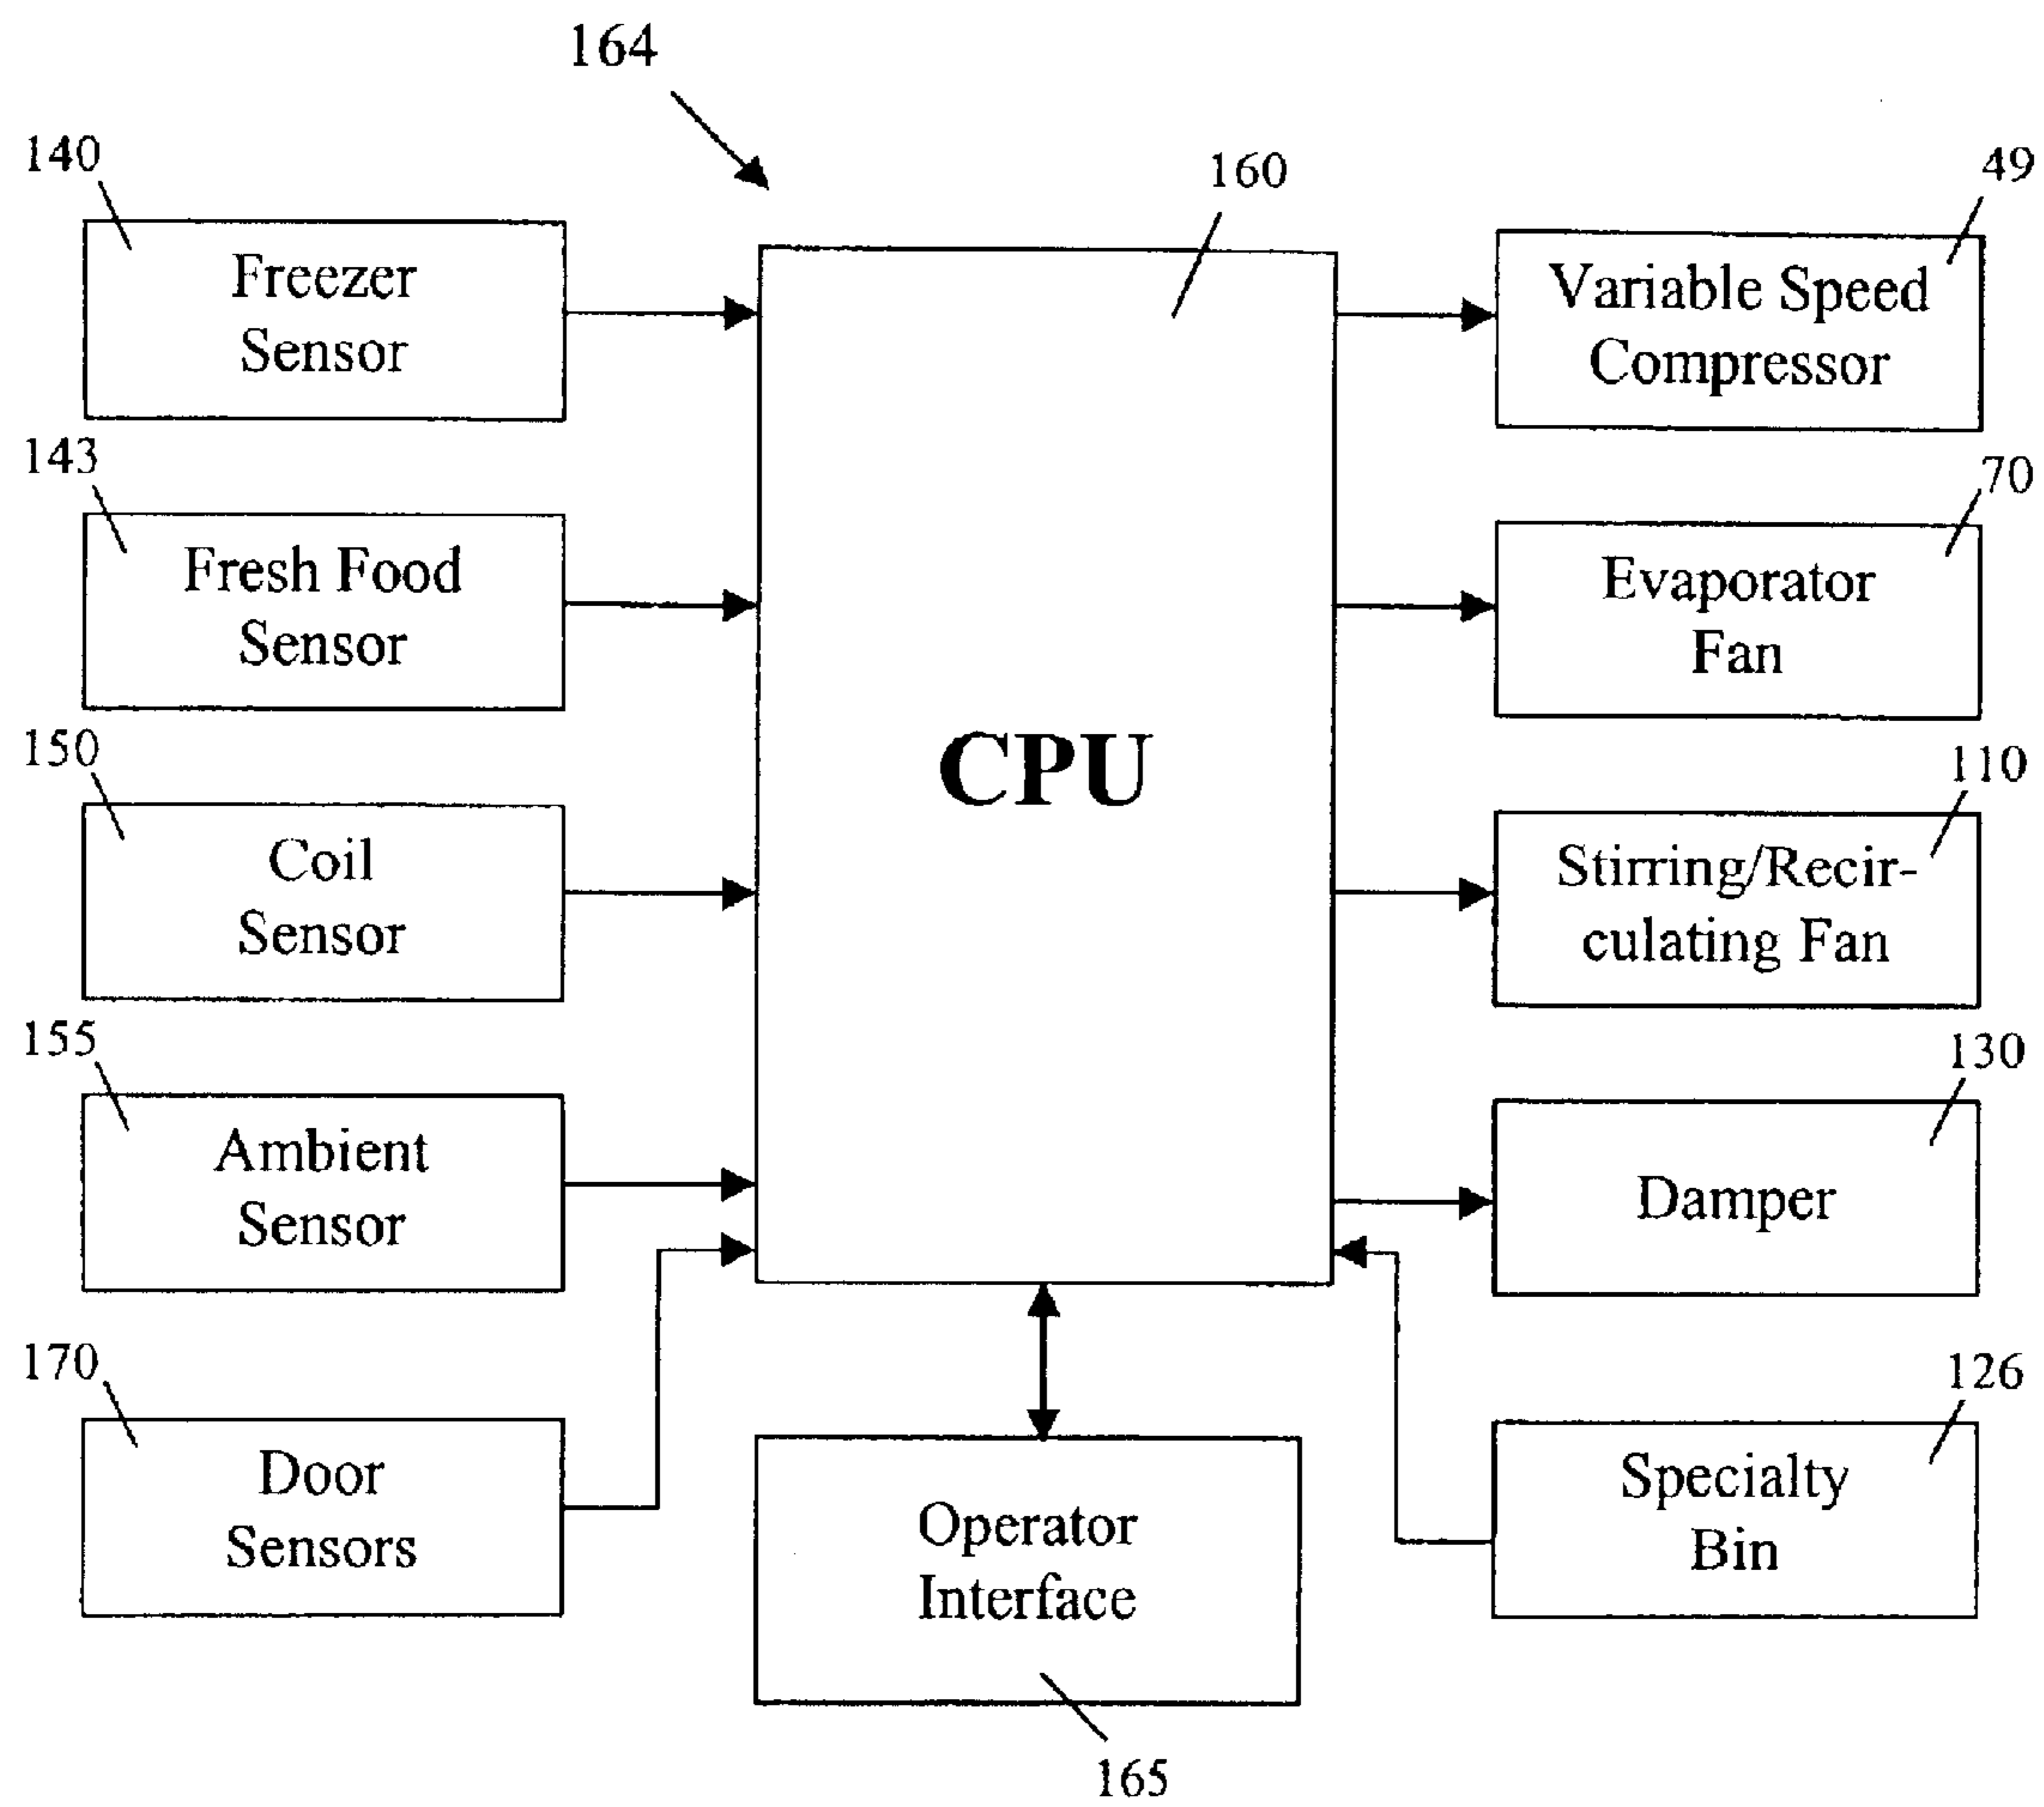 164
140
Freezer
Sensor
143
Fresh Food
Sensor
150
Coil
Sensor
155
Ambient
Sensor
170
Door
Sensors
160
CPU
Operator
Interface
165
49
Variable Speed
Compressor
70
Evaporator
Fan
110
Stirring/Recir-
culating Fan
130
Damper
126
Specialty
Bin